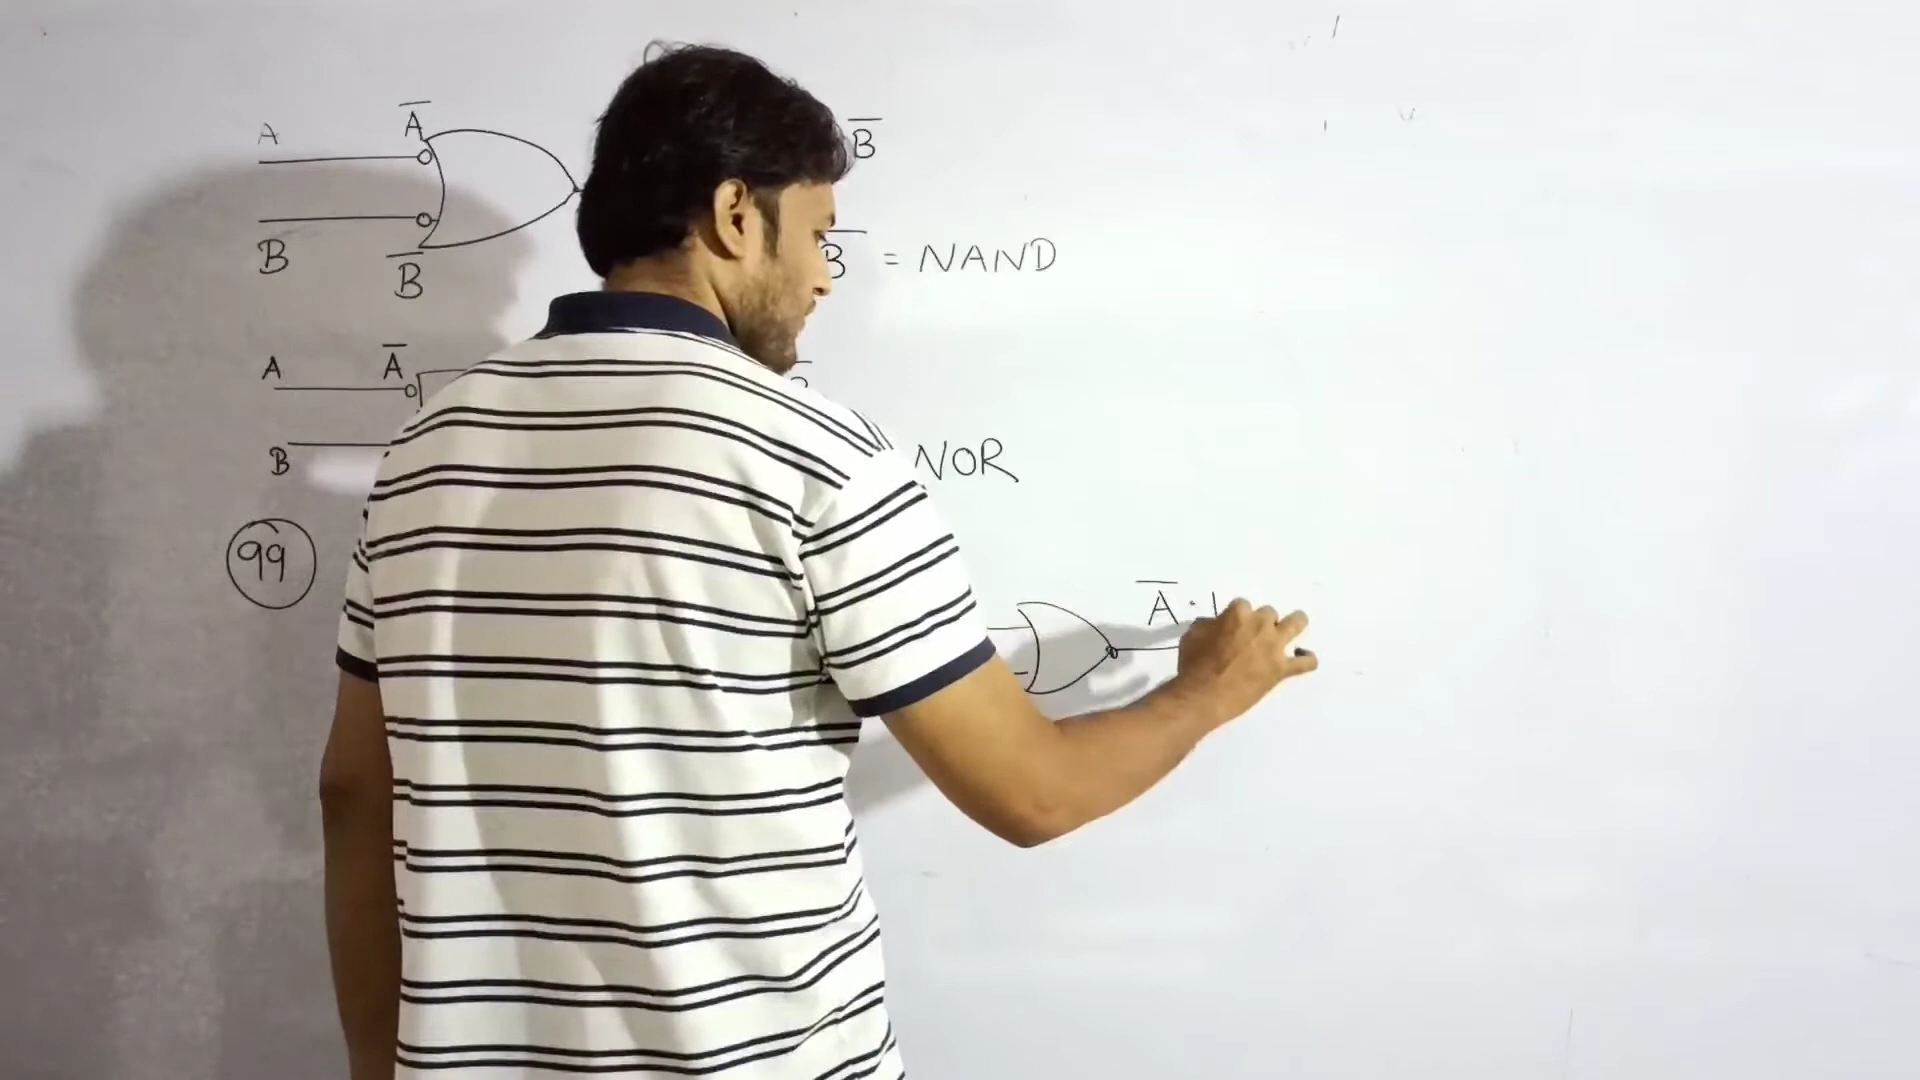 A A̅ B̅
B B̅ B̅ = NAND
A A̅
B NOR
99 A̅ ·